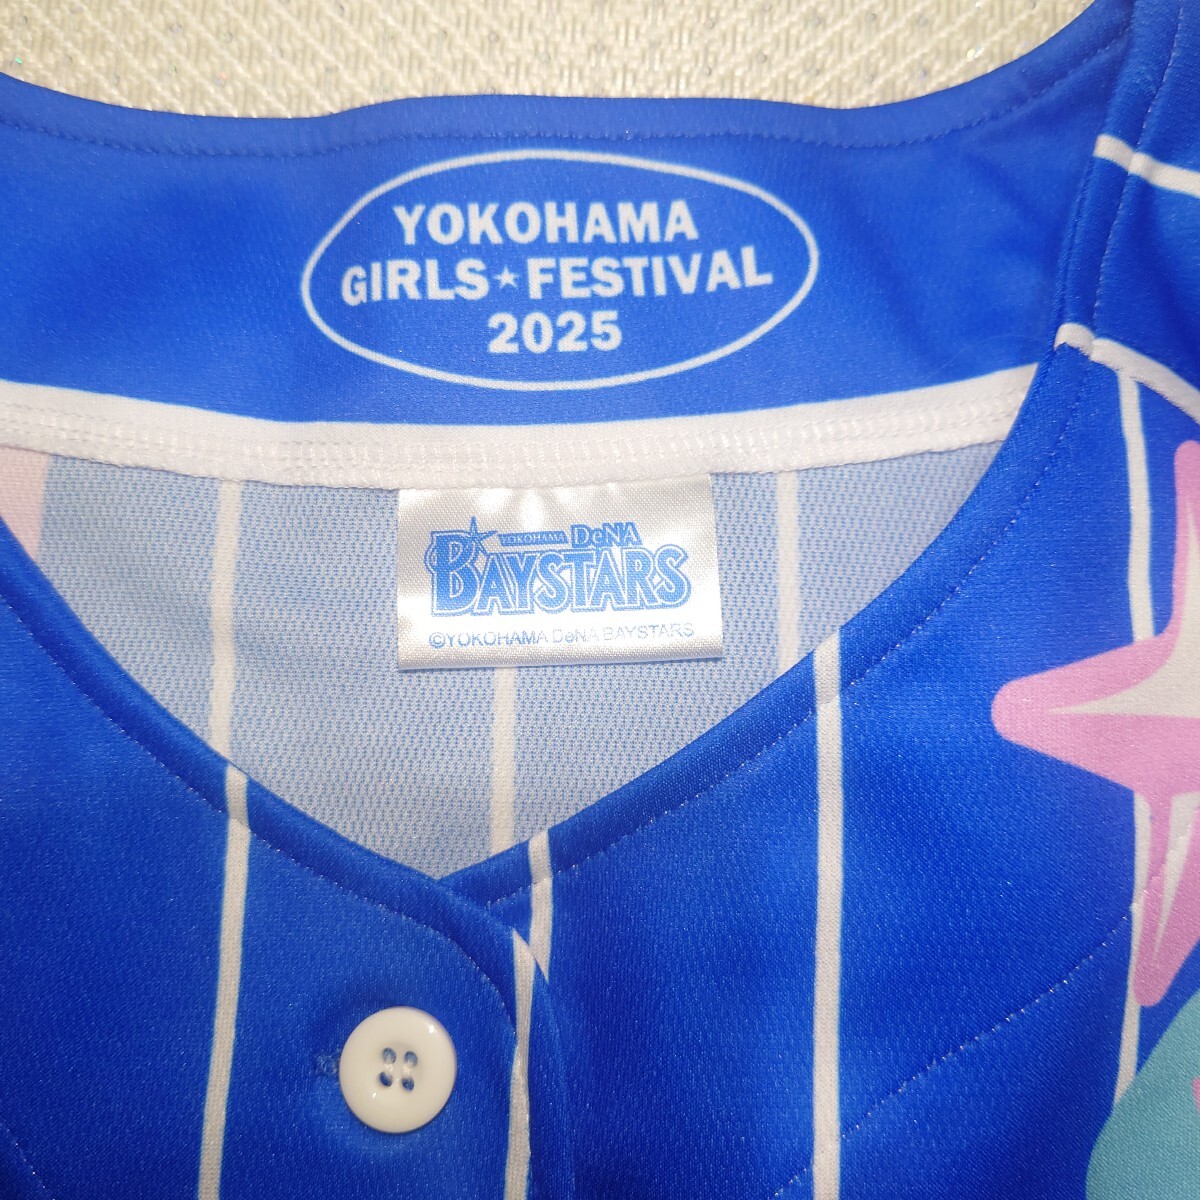 YOKOHAMA
GIRLS★FESTIVAL
2025
YOKOHAMA DeNA
BAYSTARS
©YOKOHAMA DeNA BAYSTARS